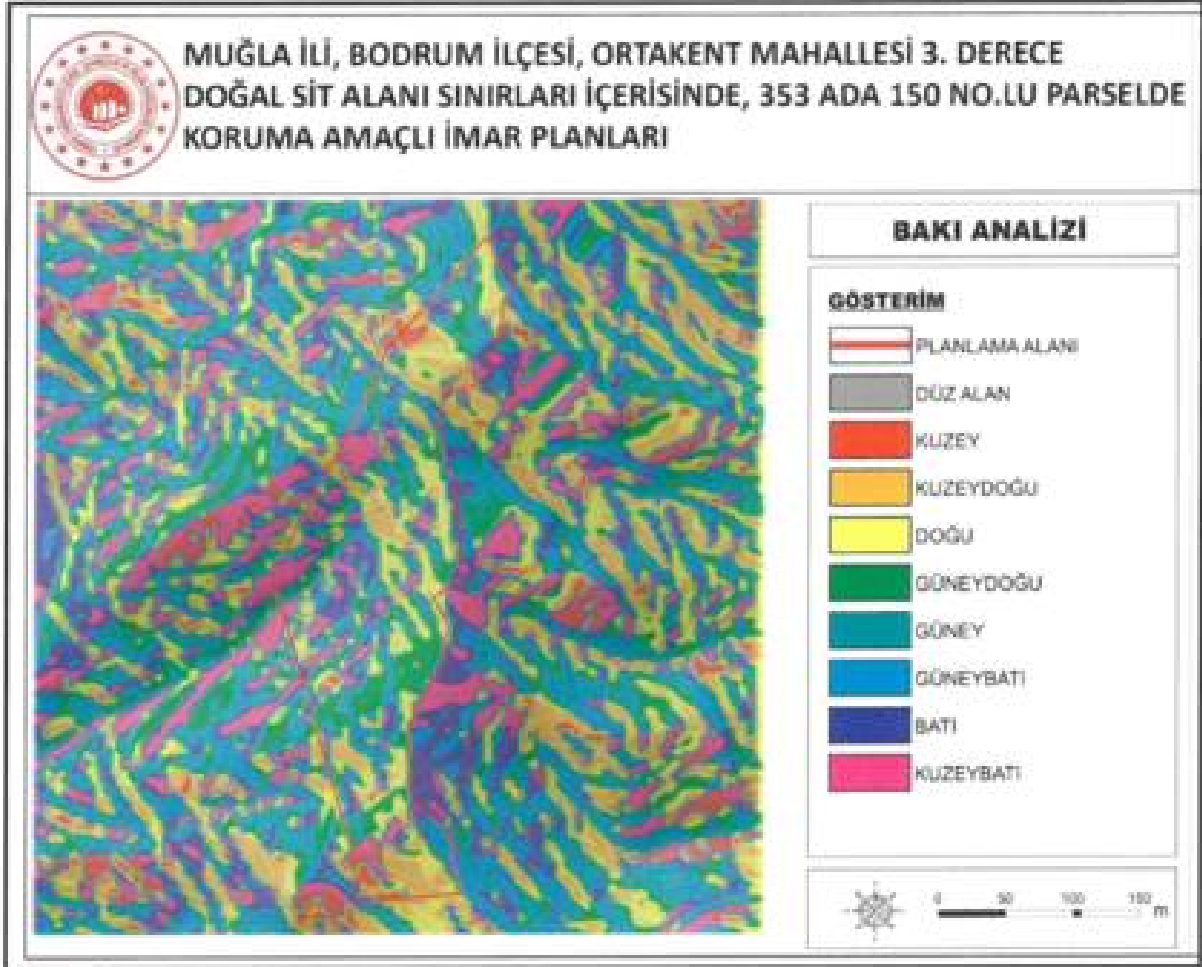 MUĞLA İLİ, BODRUM İLÇESİ, ORTAKENT MAHALLESİ 3. DERECE
DOĞAL SİT ALANI SINIRLARI İÇERİSİNDE, 353 ADA 150 NO.LU PARSELDE
KORUMA AMAÇLI İMAR PLANLARI
BAKI ANALİZİ
GÖSTERİM
PLANLAMA ALANI
DÜZ ALAN
KUZEY
KUZEYDOĞU
DOĞU
GÜNEYDOĞU
GÜNEY
GÜNEYBATI
BATI
KUZEYBATI
0 50 100 150 m